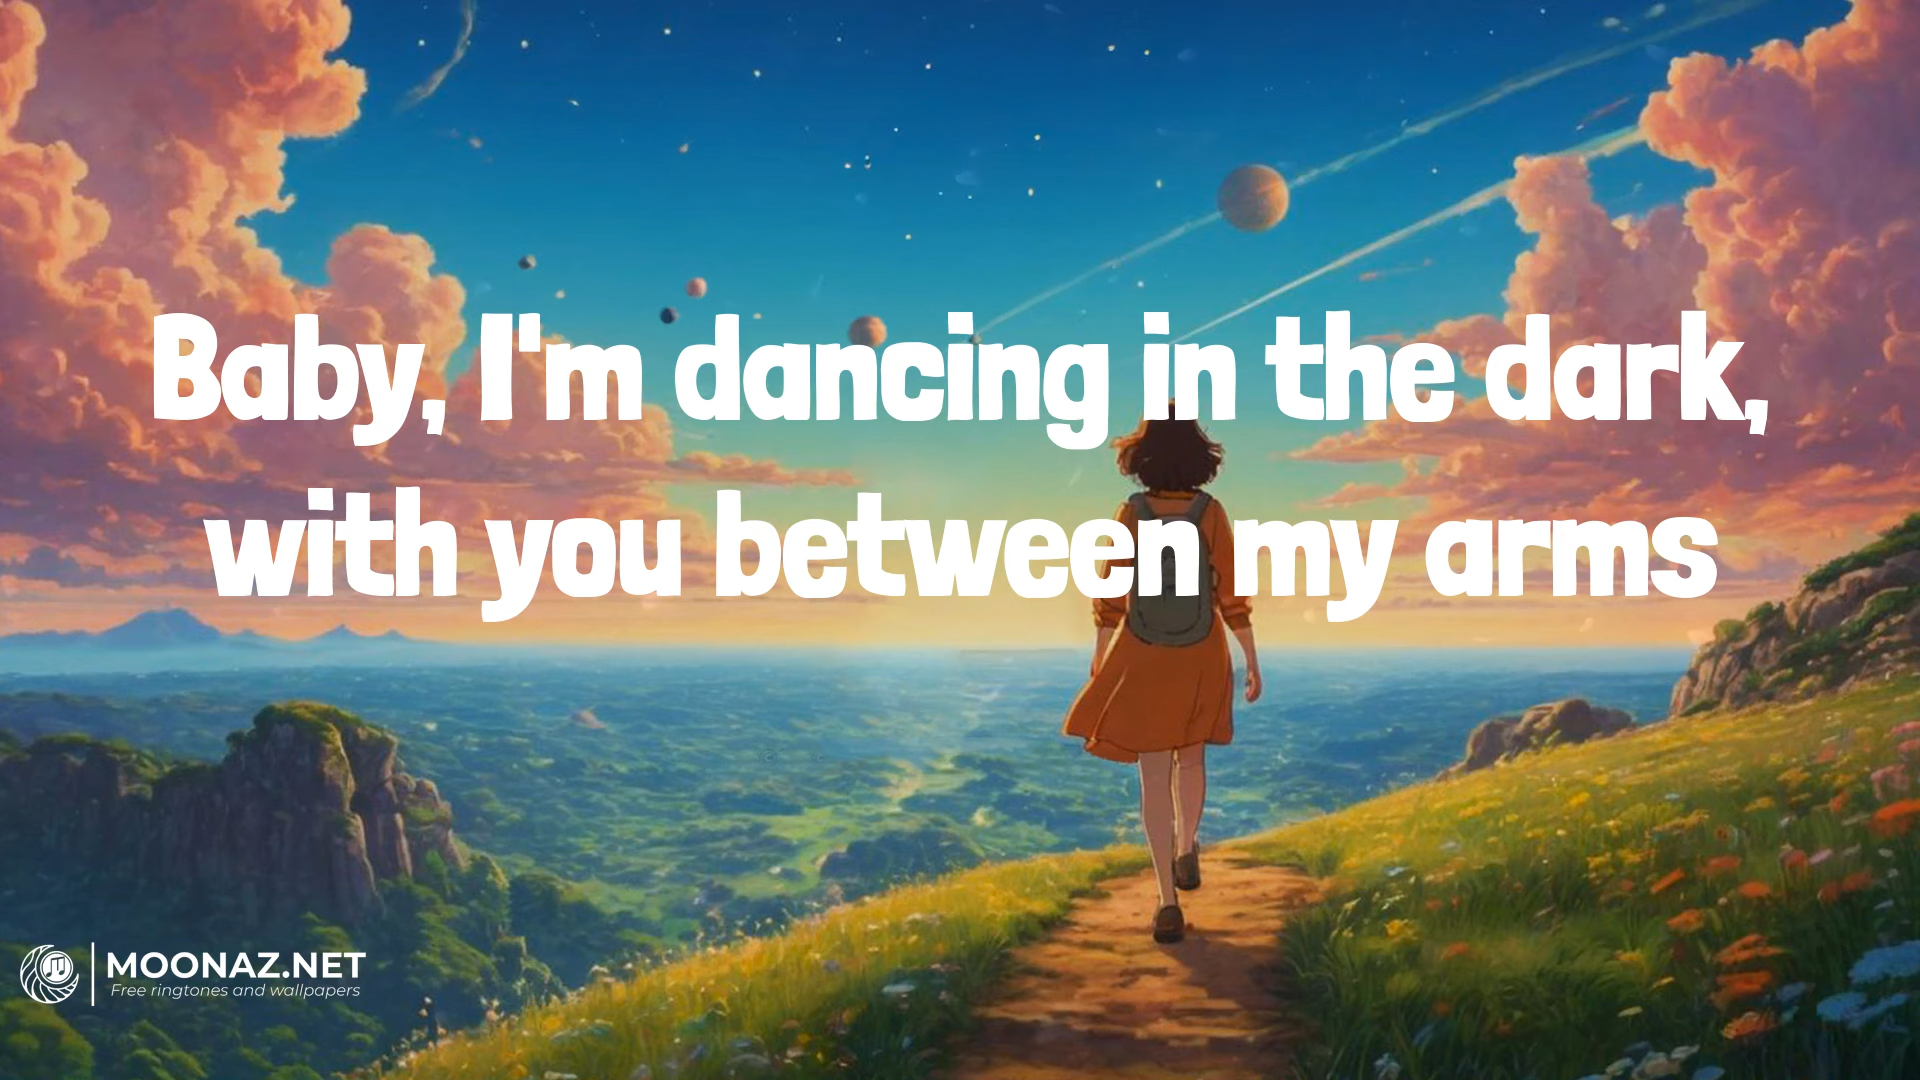 Baby, I'm dancing in the dark,
with you between my arms
MOONAZ.NET
Free ringtones and wallpapers